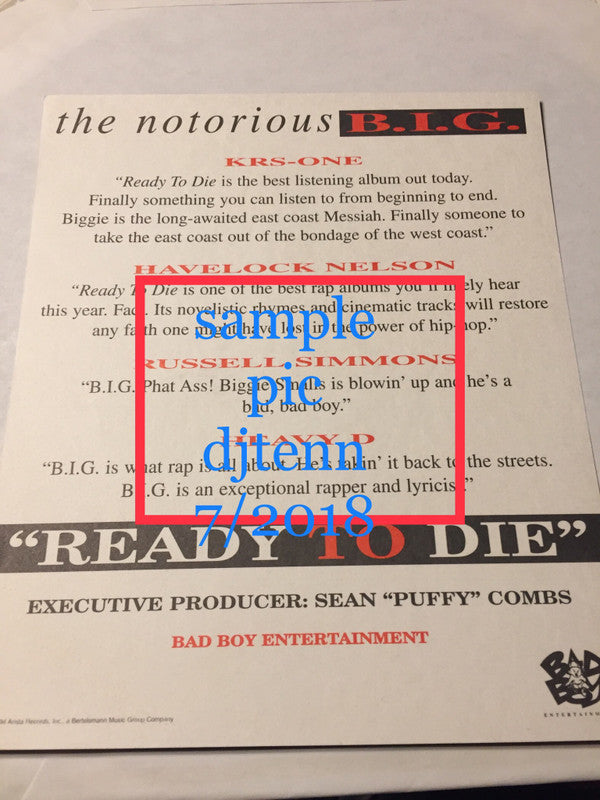 the notorious B.I.G.
KRS-ONE
“Ready To Die is the best listening album out today.
Finally something you can listen to from beginning to end.
Biggie is the long-awaited east coast Messiah. Finally someone to
take the east coast out of the bondage of the west coast.”
HAVELOCK NELSON
“Ready To Die is one of the best rap albums you'll likely hear
this year. Fact. Its novelistic rhymes and cinematic tracks will restore
any faith one might have lost in the power of hip-hop.”
RUSSELL SIMMONS
“B.I.G. Phat Ass! Biggie Smalls is blowin' up and he's a
bad, bad boy.”
HEAVY D
“B.I.G. is what rap is all about. He's takin' it back to the streets.
B.I.G. is an exceptional rapper and lyricist.”
sample
pic
djtenn
7/2018
“READY TO DIE”
EXECUTIVE PRODUCER: SEAN “PUFFY” COMBS
BAD BOY ENTERTAINMENT
BAD
BOY
Arista Records, Inc., a Bertelsmann Music Group Company